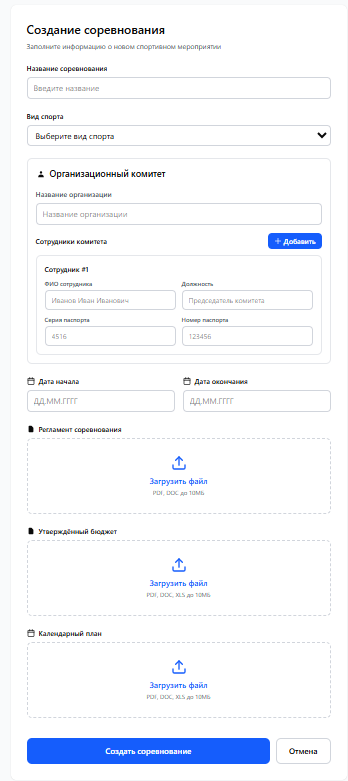 Создание соревнования
Заполните информацию о новом спортивном мероприятии
Название соревнования
Введите название
Вид спорта
Выберите вид спорта
Организационный комитет
Название организации
Название организации
Сотрудники комитета
+ Добавить
Сотрудник #1
ФИО сотрудника
Должность
Иванов Иван Иванович
Председатель комитета
Серия паспорта
Номер паспорта
4516
123456
Дата начала
Дата окончания
ДД.ММ.ГГГГ
ДД.ММ.ГГГГ
Регламент соревнования
Загрузить файл
PDF, DOC до 10МБ
Утверждённый бюджет
Загрузить файл
PDF, DOC, XLS до 10МБ
Календарный план
Загрузить файл
PDF, DOC, XLS до 10МБ
Создать соревнование
Отмена